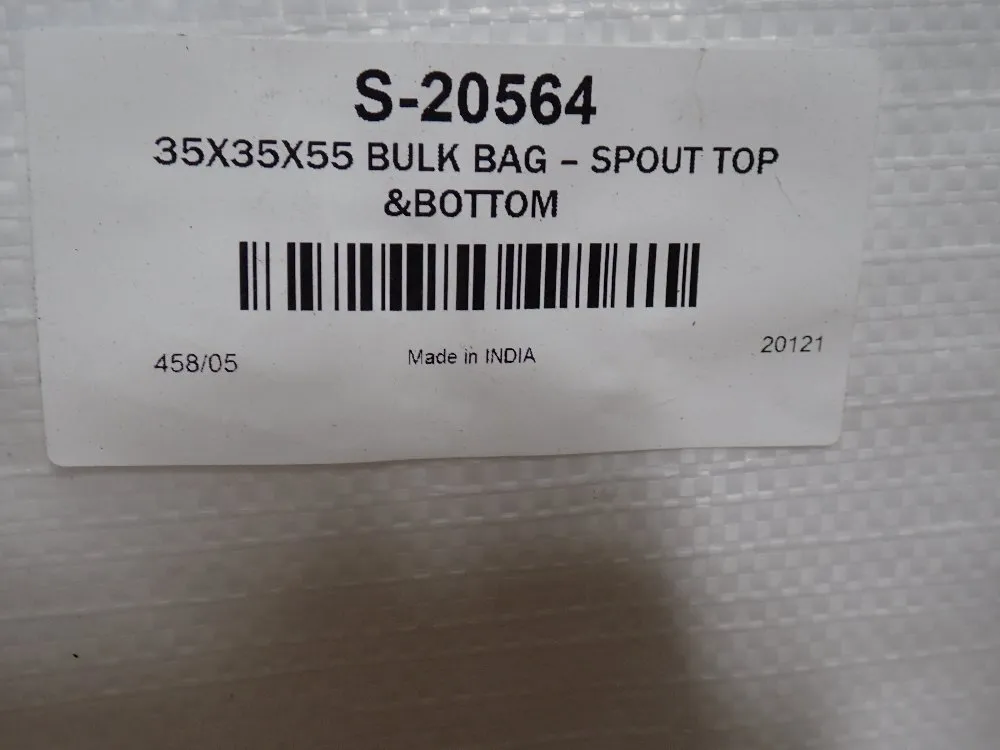 S-20564
35X35X55 BULK BAG – SPOUT TOP
&BOTTOM
458/05 Made in INDIA 20121